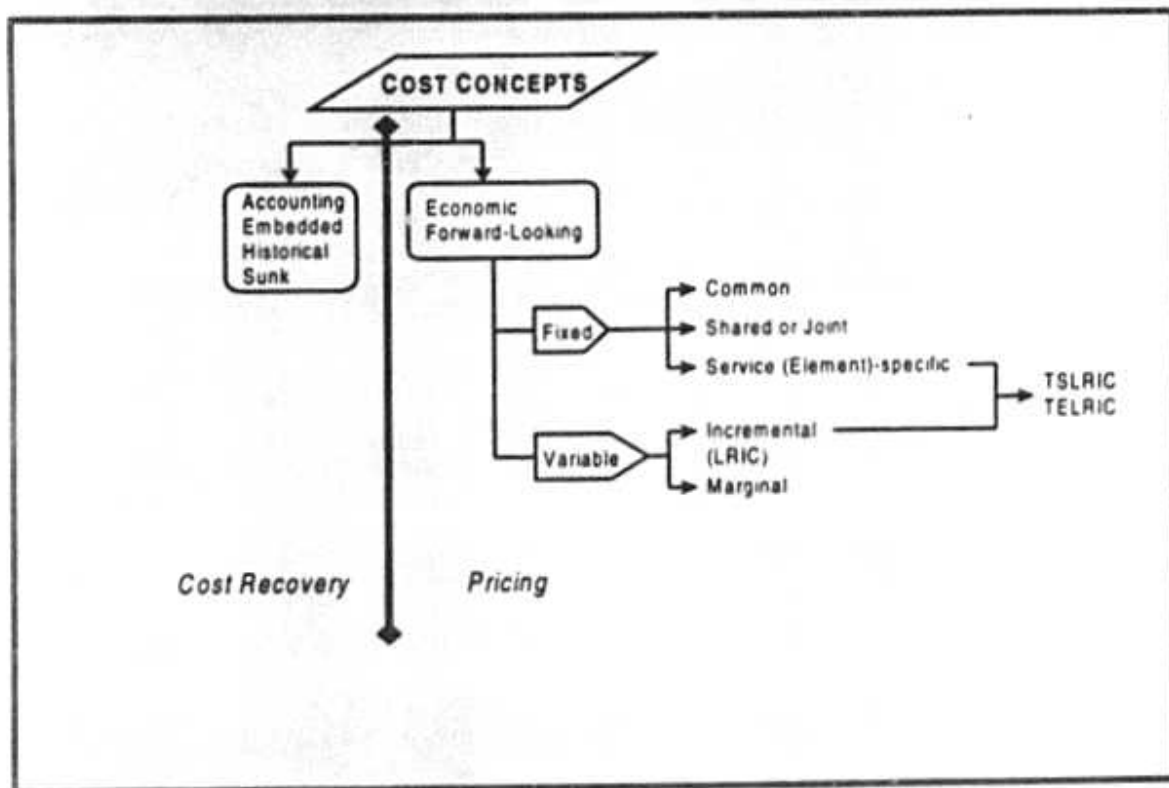 COST CONCEPTS
Accounting
Embedded
Historical
Sunk
Economic
Forward-Looking
Fixed
Common
Shared or Joint
Service (Element)-specific
TSLRIC
TELRIC
Variable
Incremental
(LRIC)
Marginal
Cost Recovery
Pricing